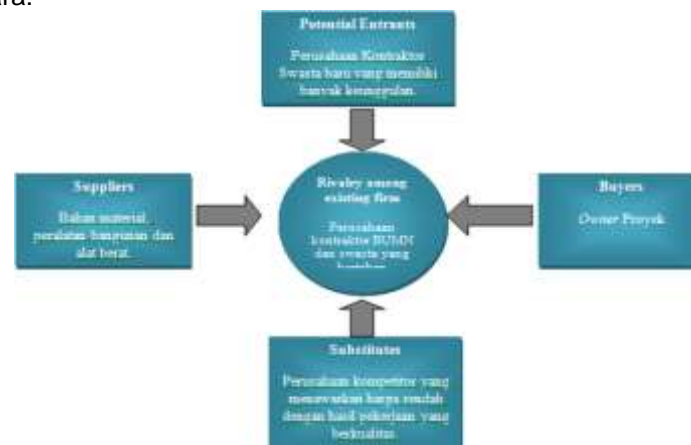 ara.
Potential Entrants
Perusahaan Kontraktor
Swasta baru yang memiliki
banyak keunggulan.
Suppliers
Bahan material,
peralatan bangunan dan
alat berat.
Rivalry among
existing firm
Perusahaan
kontraktor BUMN
dan swasta yang
Buyers
Owner Proyek
Substitutes
Perusahaan kompetitor yang
menawarkan harga rendah
dengan hasil pekerjaan yang
berkualitas.